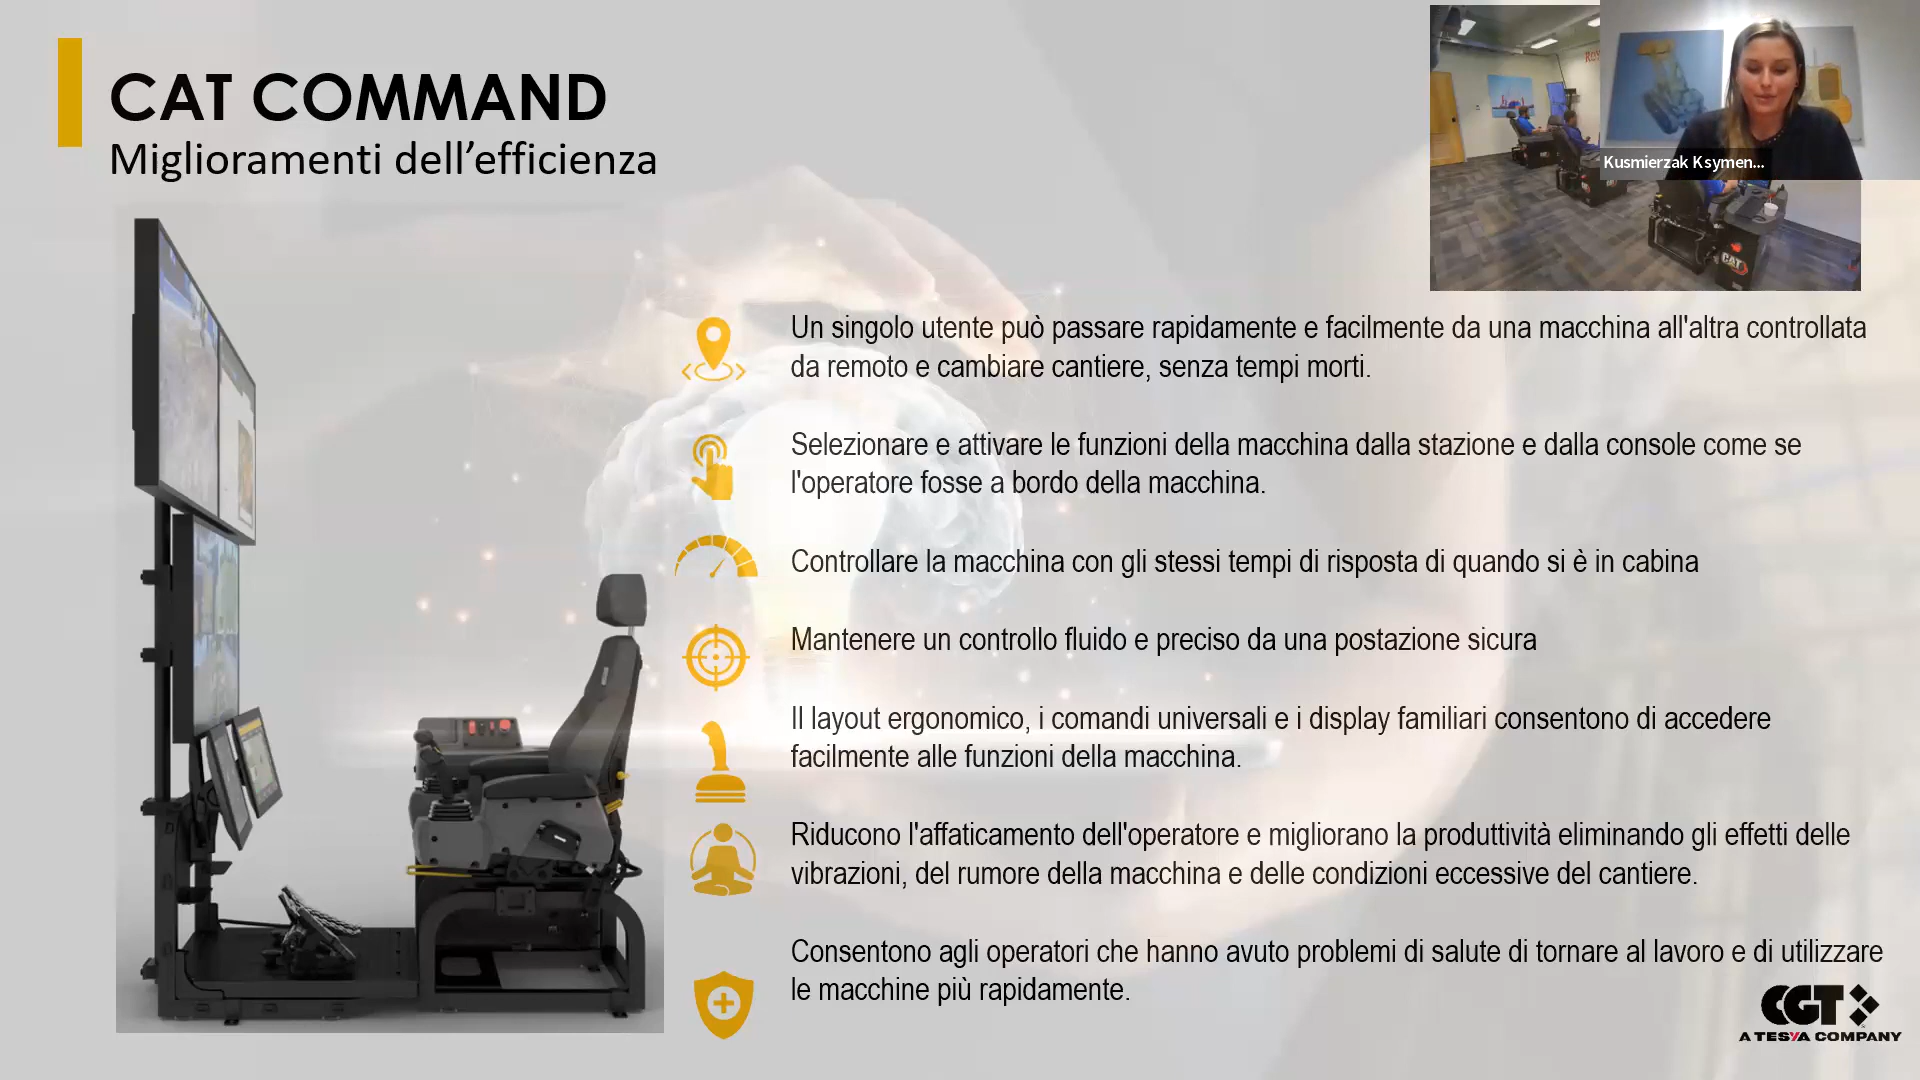 CAT COMMAND
Miglioramenti dell’efficienza
Kusmierzak Ksymen...
CAT
Un singolo utente può passare rapidamente e facilmente da una macchina all'altra controllata
da remoto e cambiare cantiere, senza tempi morti.
Selezionare e attivare le funzioni della macchina dalla stazione e dalla console come se
l'operatore fosse a bordo della macchina.
Controllare la macchina con gli stessi tempi di risposta di quando si è in cabina
Mantenere un controllo fluido e preciso da una postazione sicura
Il layout ergonomico, i comandi universali e i display familiari consentono di accedere
facilmente alle funzioni della macchina.
Riducono l'affaticamento dell'operatore e migliorano la produttività eliminando gli effetti delle
vibrazioni, del rumore della macchina e delle condizioni eccessive del cantiere.
Consentono agli operatori che hanno avuto problemi di salute di tornare al lavoro e di utilizzare
le macchine più rapidamente.
CGT
A TESYA COMPANY